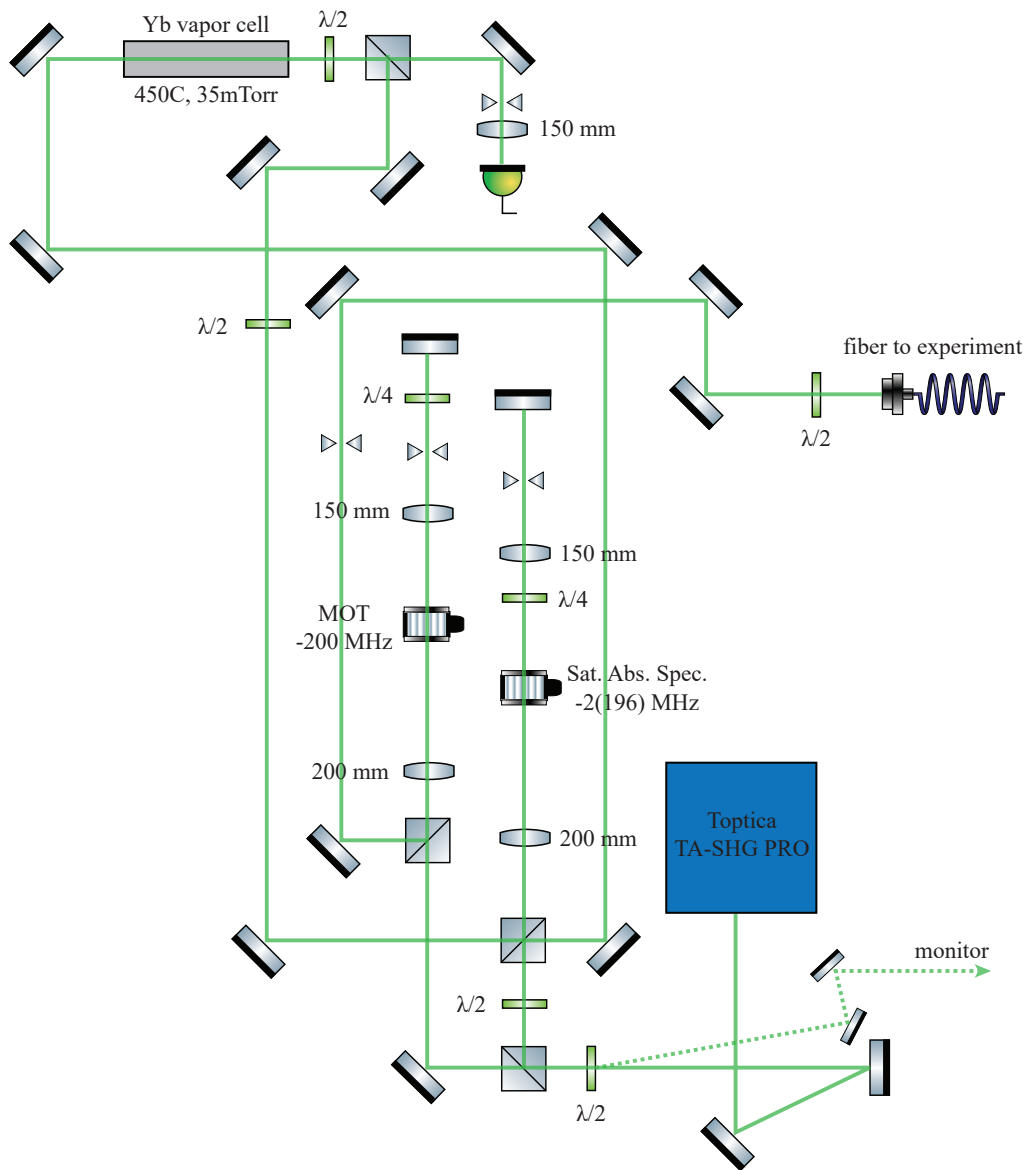 Yb vapor cell
λ/2
450C, 35mTorr
150 mm
λ/2
fiber to experiment
λ/4
λ/2
150 mm
150 mm
λ/4
MOT
-200 MHz
Sat. Abs. Spec.
-2(196) MHz
200 mm
200 mm
Toptica
TA-SHG PRO
monitor
λ/2
λ/2